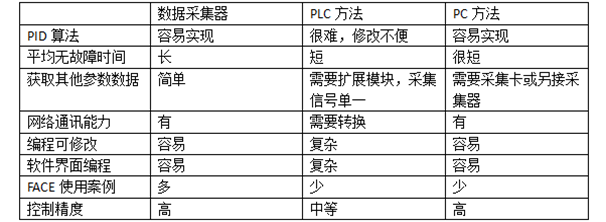 数据采集器 PLC 方法 PC 方法
PID 算法 容易实现 很难，修改不便 容易实现
平均无故障时间 长 短 很短
获取其他参数数据 简单 需要扩展模块，采集 需要采集卡或另接采
信号单一 集器
网络通讯能力 有 需要转换 有
编程可修改 容易 复杂 容易
软件界面编程 容易 复杂 容易
FACE 使用案例 多 少 少
控制精度 高 中等 高